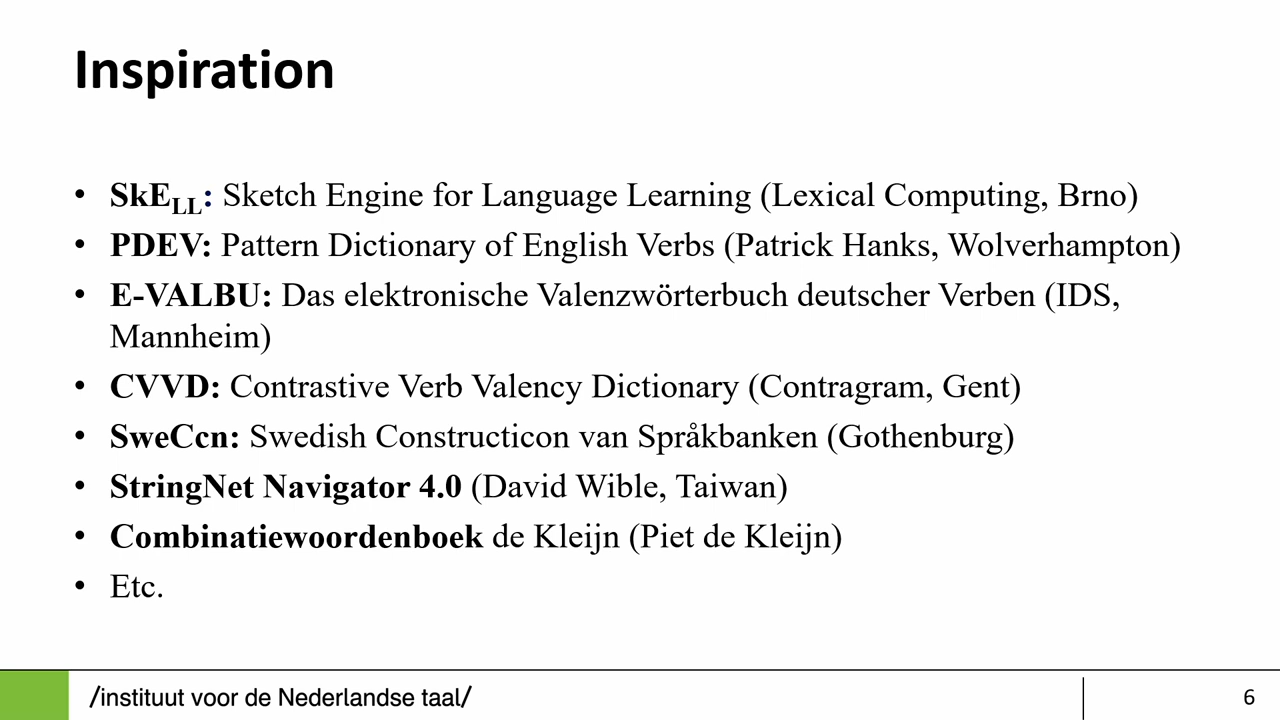 Inspiration
• SkELL: Sketch Engine for Language Learning (Lexical Computing, Brno)
• PDEV: Pattern Dictionary of English Verbs (Patrick Hanks, Wolverhampton)
• E-VALBU: Das elektronische Valenzwörterbuch deutscher Verben (IDS,
Mannheim)
• CVVD: Contrastive Verb Valency Dictionary (Contragram, Gent)
• SweCcn: Swedish Constructicon van Språkbanken (Gothenburg)
• StringNet Navigator 4.0 (David Wible, Taiwan)
• Combinatiewoordenboek de Kleijn (Piet de Kleijn)
• Etc.
/instituut voor de Nederlandse taal/
6